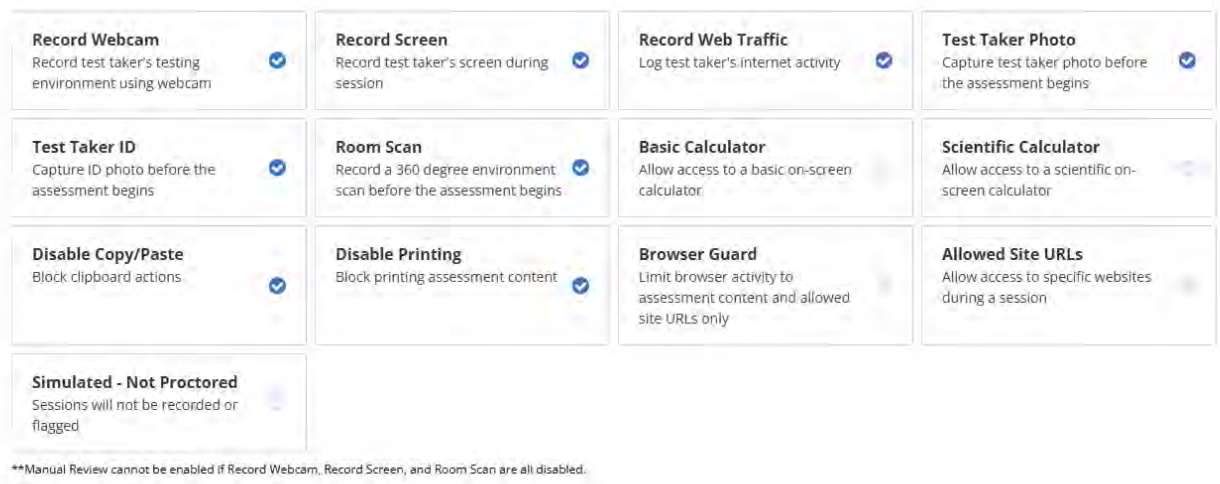 Record Webcam
Record test taker's testing
environment using webcam
Record Screen
Record test taker's screen during
session
Record Web Traffic
Log test taker's internet activity
Test Taker Photo
Capture test taker photo before
the assessment begins
Test Taker ID
Capture ID photo before the
assessment begins
Room Scan
Record a 360 degree environment
scan before the assessment begins
Basic Calculator
Allow access to a basic on-screen
calculator
Scientific Calculator
Allow access to a scientific on-
screen calculator
Disable Copy/Paste
Block clipboard actions
Disable Printing
Block printing assessment content
Browser Guard
Limit browser activity to
assessment content and allowed
site URLs only
Allowed Site URLs
Allow access to specific websites
during a session
Simulated - Not Proctored
Sessions will not be recorded or
flagged
**Manual Review cannot be enabled if Record Webcam, Record Screen, and Room Scan are all disabled.